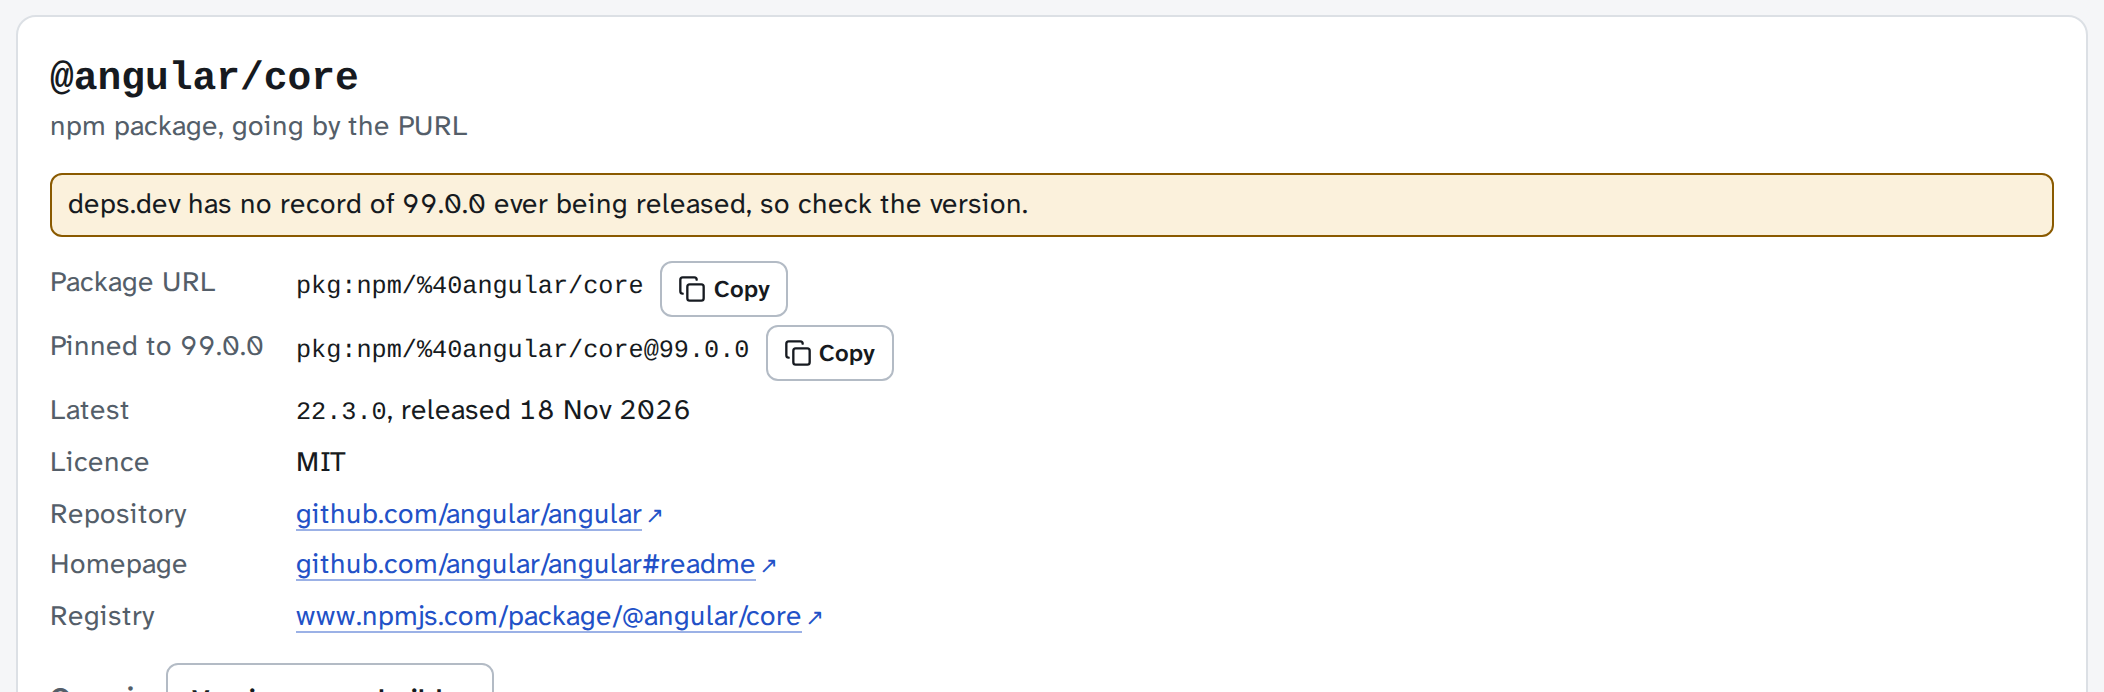 @angular/core
npm package, going by the PURL
deps.dev has no record of 99.0.0 ever being released, so check the version.
Package URL pkg:npm/%40angular/core Copy
Pinned to 99.0.0 pkg:npm/%40angular/core@99.0.0 Copy
Latest 22.3.0, released 18 Nov 2026
Licence MIT
Repository github.com/angular/angular ↗
Homepage github.com/angular/angular#readme ↗
Registry www.npmjs.com/package/@angular/core ↗